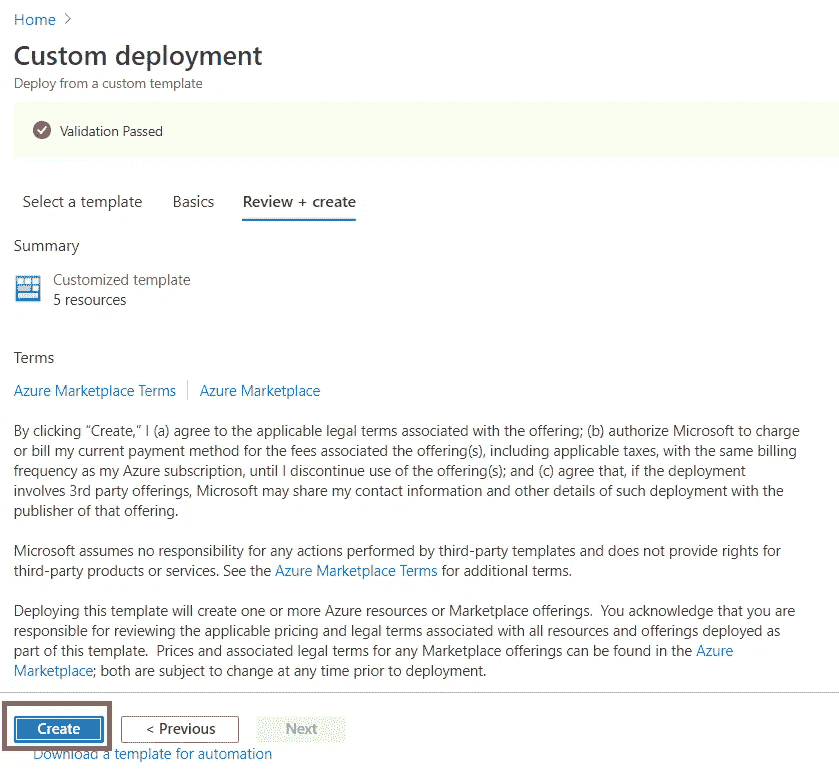 Home >
Custom deployment
Deploy from a custom template
Validation Passed
Select a template Basics Review + create
Summary
Customized template
5 resources
Terms
Azure Marketplace Terms Azure Marketplace
By clicking “Create,” I (a) agree to the applicable legal terms associated with the offering; (b) authorize Microsoft to charge
or bill my current payment method for the fees associated the offering(s), including applicable taxes, with the same billing
frequency as my Azure subscription, until I discontinue use of the offering(s); and (c) agree that, if the deployment
involves 3rd party offerings, Microsoft may share my contact information and other details of such deployment with the
publisher of that offering.
Microsoft assumes no responsibility for any actions performed by third-party templates and does not provide rights for
third-party products or services. See the Azure Marketplace Terms for additional terms.
Deploying this template will create one or more Azure resources or Marketplace offerings. You acknowledge that you are
responsible for reviewing the applicable pricing and legal terms associated with all resources and offerings deployed as
part of this template. Prices and associated legal terms for any Marketplace offerings can be found in the Azure
Marketplace; both are subject to change at any time prior to deployment.
Create < Previous Next
Download a template for automation